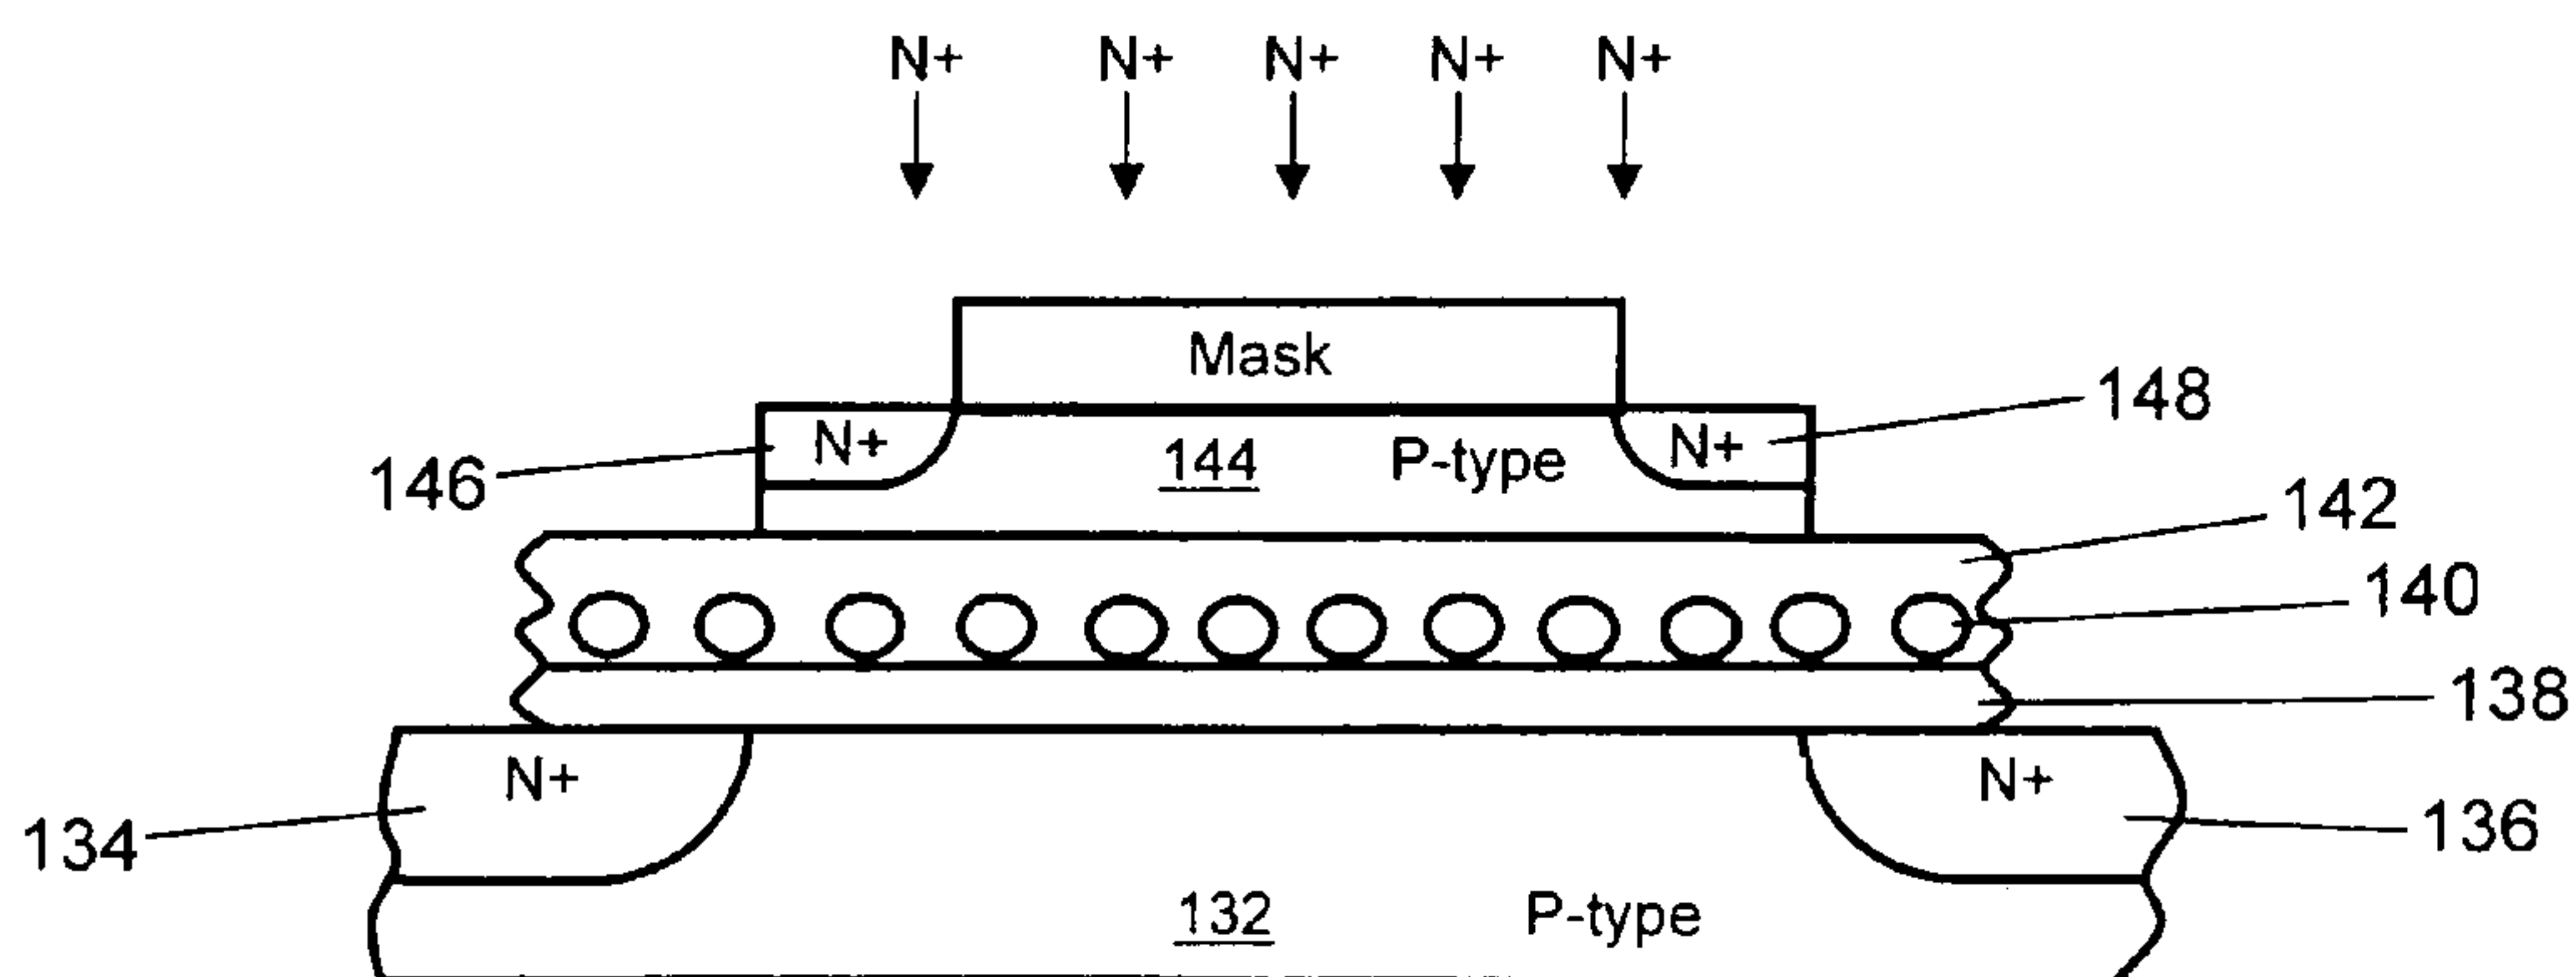 N+ N+ N+ N+ N+
Mask
148
N+ 144 P-type N+
146
142
140
138
N+ N+
134 136
132 P-type